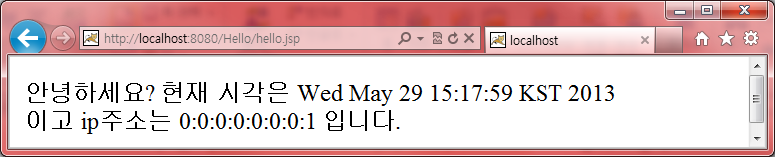 http://localhost:8080/Hello/hello.jsp
localhost
안녕하세요? 현재 시각은 Wed May 29 15:17:59 KST 2013
이고 ip주소는 0:0:0:0:0:0:0:1 입니다.